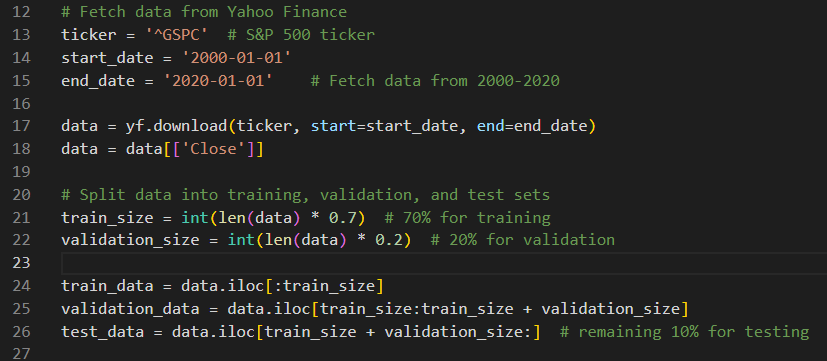 12 # Fetch data from Yahoo Finance
13 ticker = '^GSPC'  # S&P 500 ticker
14 start_date = '2000-01-01'
15 end_date = '2020-01-01'    # Fetch data from 2000-2020
16
17 data = yf.download(ticker, start=start_date, end=end_date)
18 data = data[['Close']]
19
20 # Split data into training, validation, and test sets
21 train_size = int(len(data) * 0.7)  # 70% for training
22 validation_size = int(len(data) * 0.2)  # 20% for validation
23
24 train_data = data.iloc[:train_size]
25 validation_data = data.iloc[train_size:train_size + validation_size]
26 test_data = data.iloc[train_size + validation_size:]  # remaining 10% for testing
27